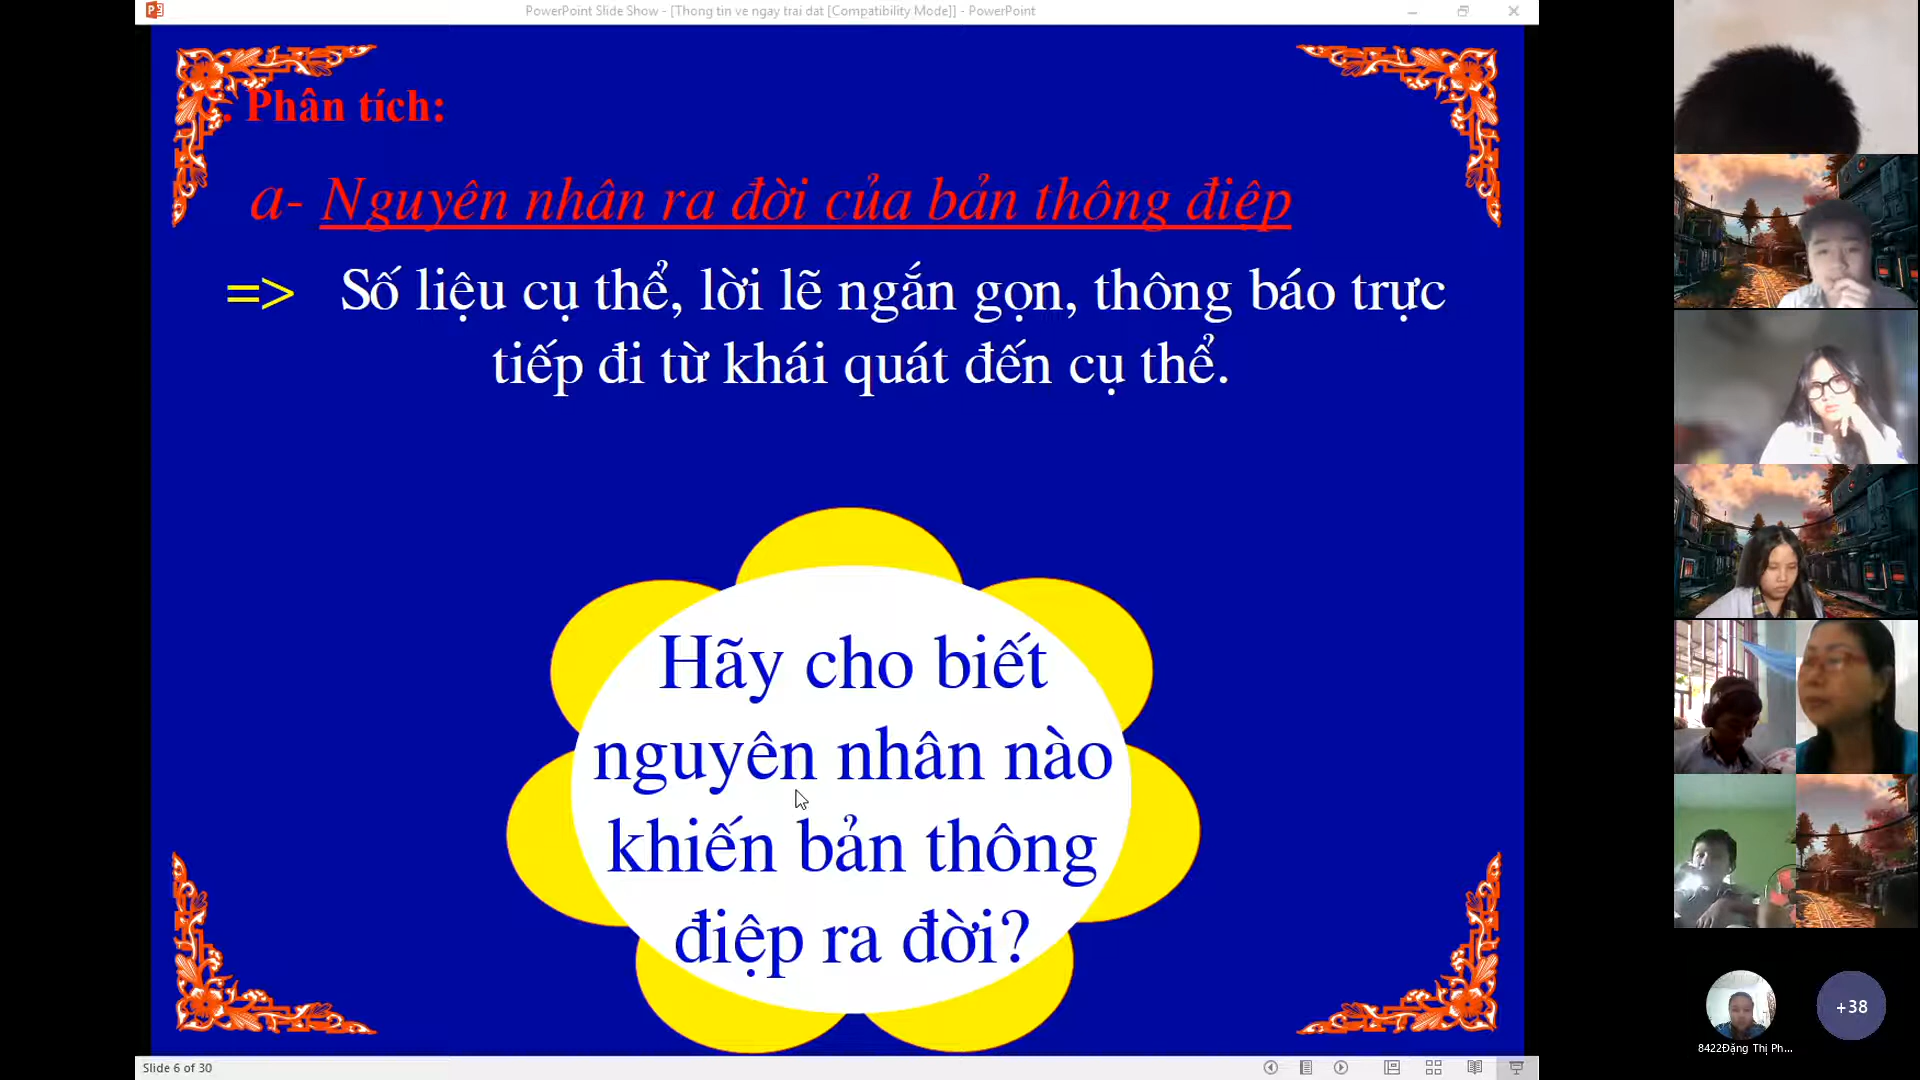 PowerPoint Slide Show - [Thong tin ve ngay trai dat [Compatibility Mode]] - PowerPoint
: Phân tích:
a- Nguyên nhân ra đời của bản thông điệp
=> Số liệu cụ thể, lời lẽ ngắn gọn, thông báo trực
tiếp đi từ khái quát đến cụ thể.
Hãy cho biết
nguyên nhân nào
khiến bản thông
điệp ra đời?
Slide 6 of 30
+38
8422Đặng Thị Ph...